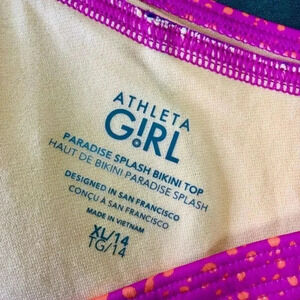 ATHLETA
G!RL
PARADISE SPLASH BIKINI TOP
HAUT DE BIKINI PARADISE SPLASH
DESIGNED IN SAN FRANCISCO
CONÇU À SAN FRANCISCO
MADE IN VIETNAM
XL/14
TG/14